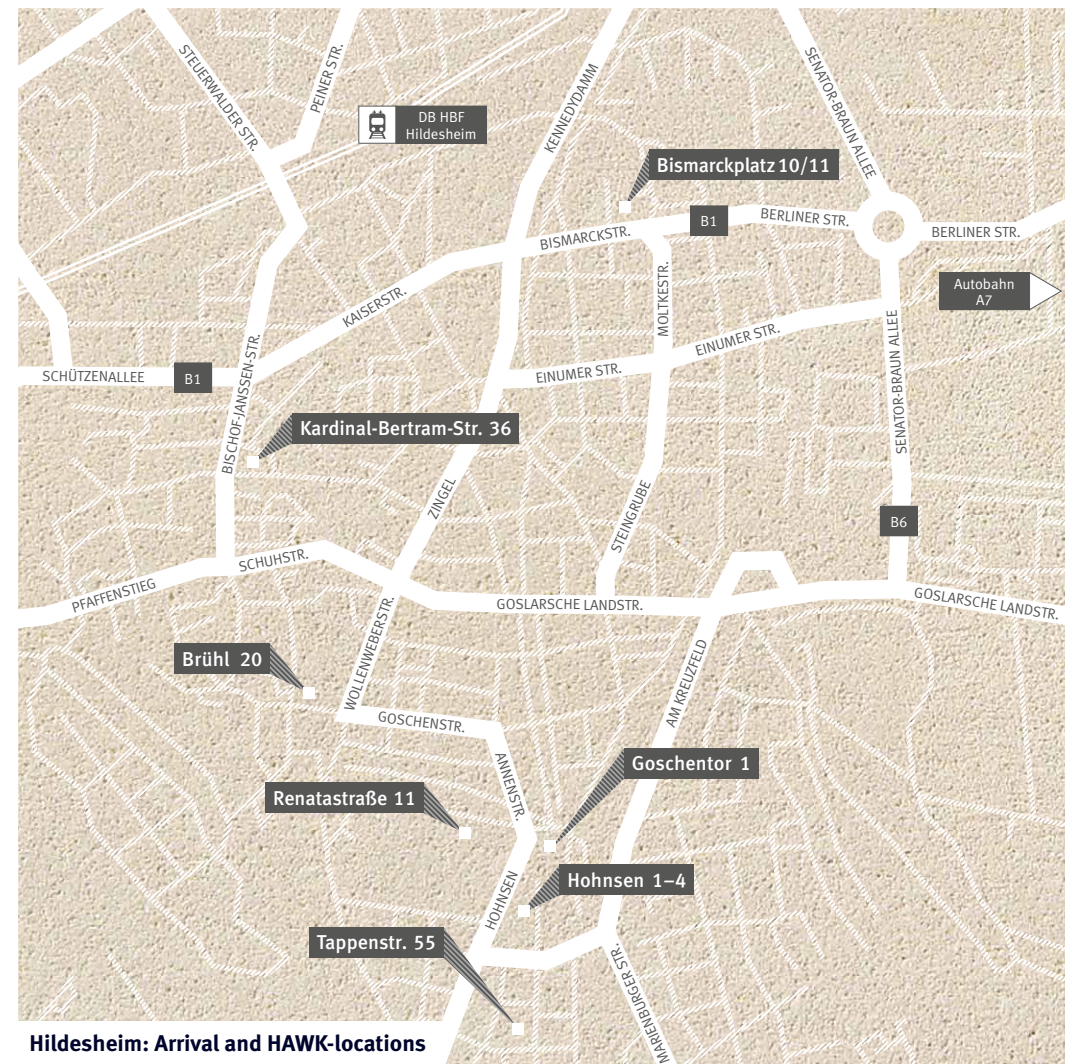 STEUERWALDER STR.
PEINER STR.
DB HBF
Hildesheim
KENNEDYDAMM
SENATOR-BRAUN ALLEE
Bismarckplatz 10/11
B1
BERLINER STR.
BERLINER STR.
BISMARCKSTR.
MOLTKESTR.
Autobahn
A7
KAISERSTR.
EINUMER STR.
EINUMER STR.
SENATOR-BRAUN ALLEE
SCHÜTZENALLEE
B1
BISCHOF-JANSSEN-STR.
Kardinal-Bertram-Str. 36
ZINGEL
STEINGRUBE
B6
SCHUHSTR.
PFAFFENSTIEG
GOSLARSCHE LANDSTR.
GOSLARSCHE LANDSTR.
WOLLENWEBERSTR.
Brühl 20
AM KREUZFELD
GOSCHENSTR.
ANNENSTR.
Goschentor 1
Renatastraße 11
Hohnsen 1–4
HOHNSEN
Tappenstr. 55
MARIENBURGER STR.
Hildesheim: Arrival and HAWK-locations